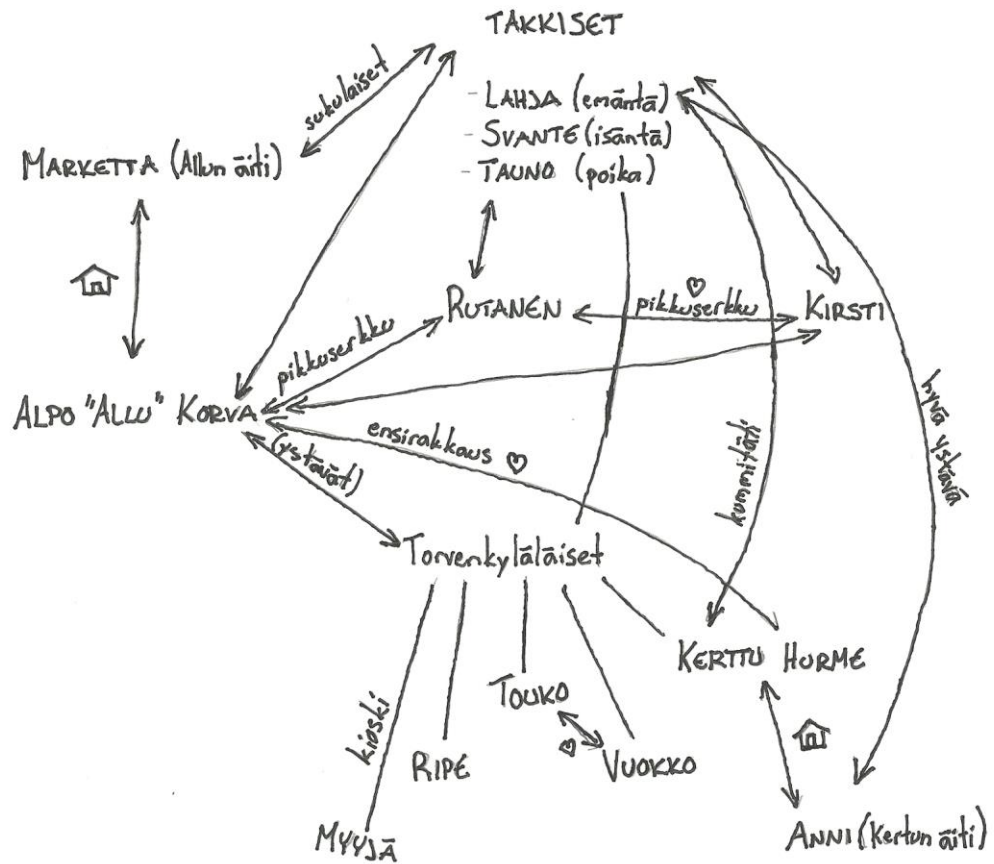 TAKKISET
sukulaiset
- LAHJA (emäntä)
- SVANTE (isäntä)
- TAUNO (poika)
MARKETTA (Allun äiti)
RUTANEN
pikkuserkku
KIRSTI
pikkuserkku
ALPO "ALLU" KORVA
ensirakkaus
(ystävät)
hyvä ystävä
kummitäti
Torvenkyläläiset
KERTTU HURME
TOUKO
kioski
RIPE
VUOKKO
MYYJÄ
ANNI (Kertun äiti)